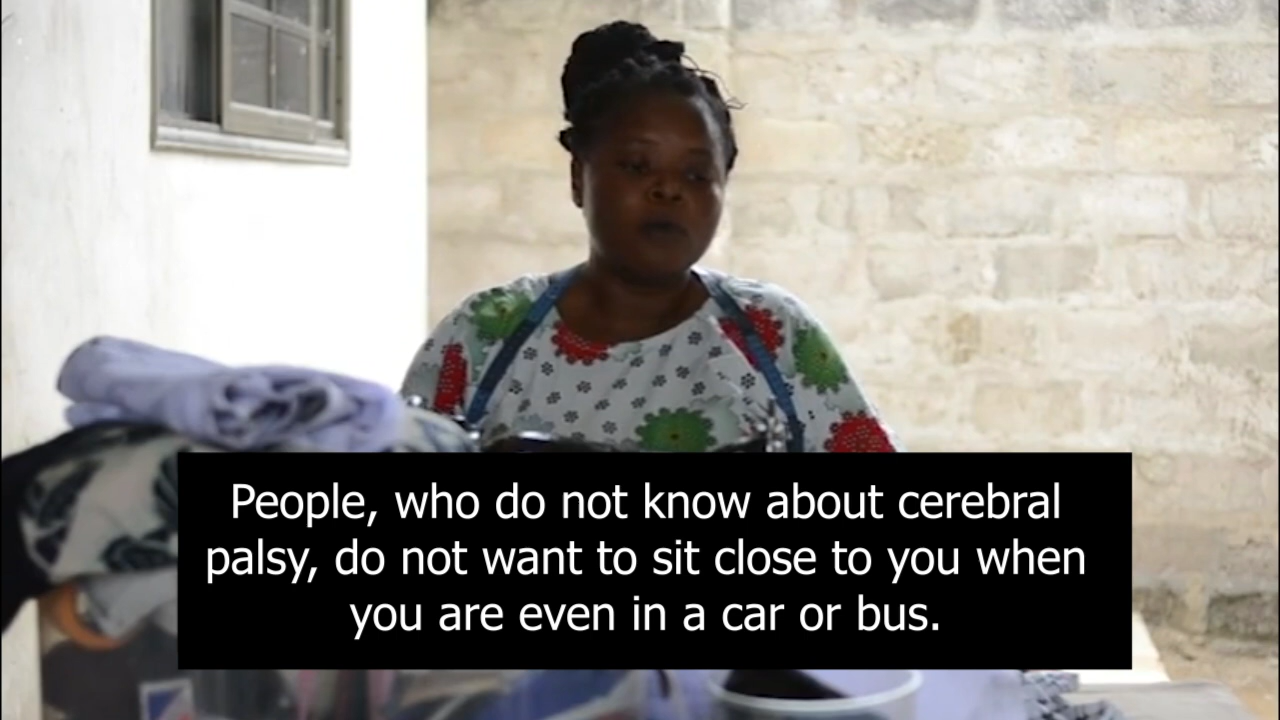 People, who do not know about cerebral
palsy, do not want to sit close to you when
you are even in a car or bus.